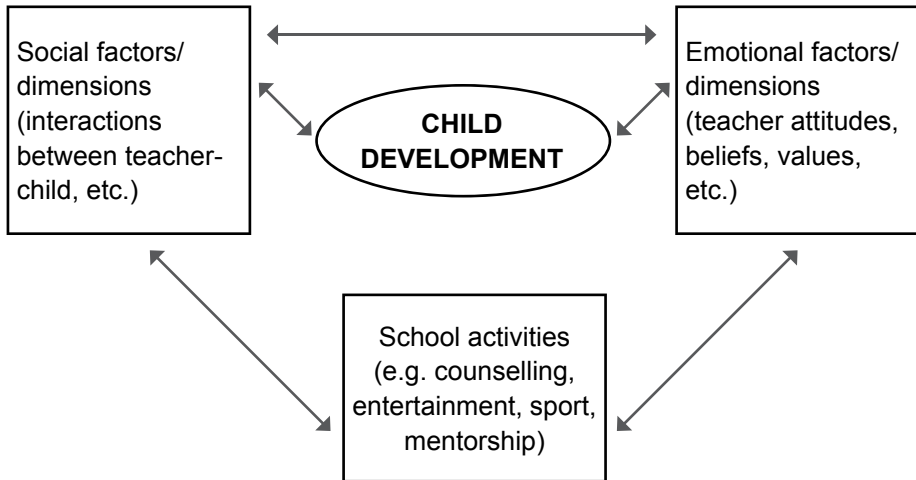 Social factors/
dimensions
(interactions
between teacher-
child, etc.)
CHILD
DEVELOPMENT
Emotional factors/
dimensions
(teacher attitudes,
beliefs, values,
etc.)
School activities
(e.g. counselling,
entertainment, sport,
mentorship)